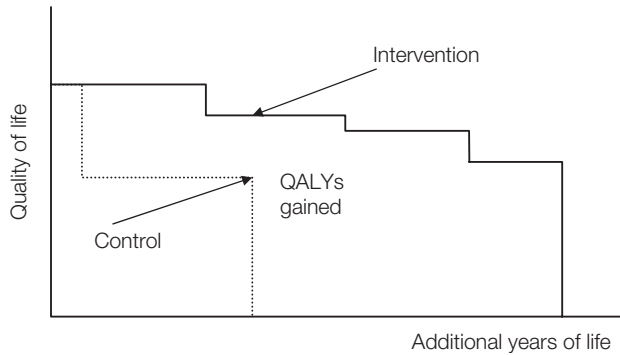 Quality of life
Intervention
QALYs
gained
Control
Additional years of life